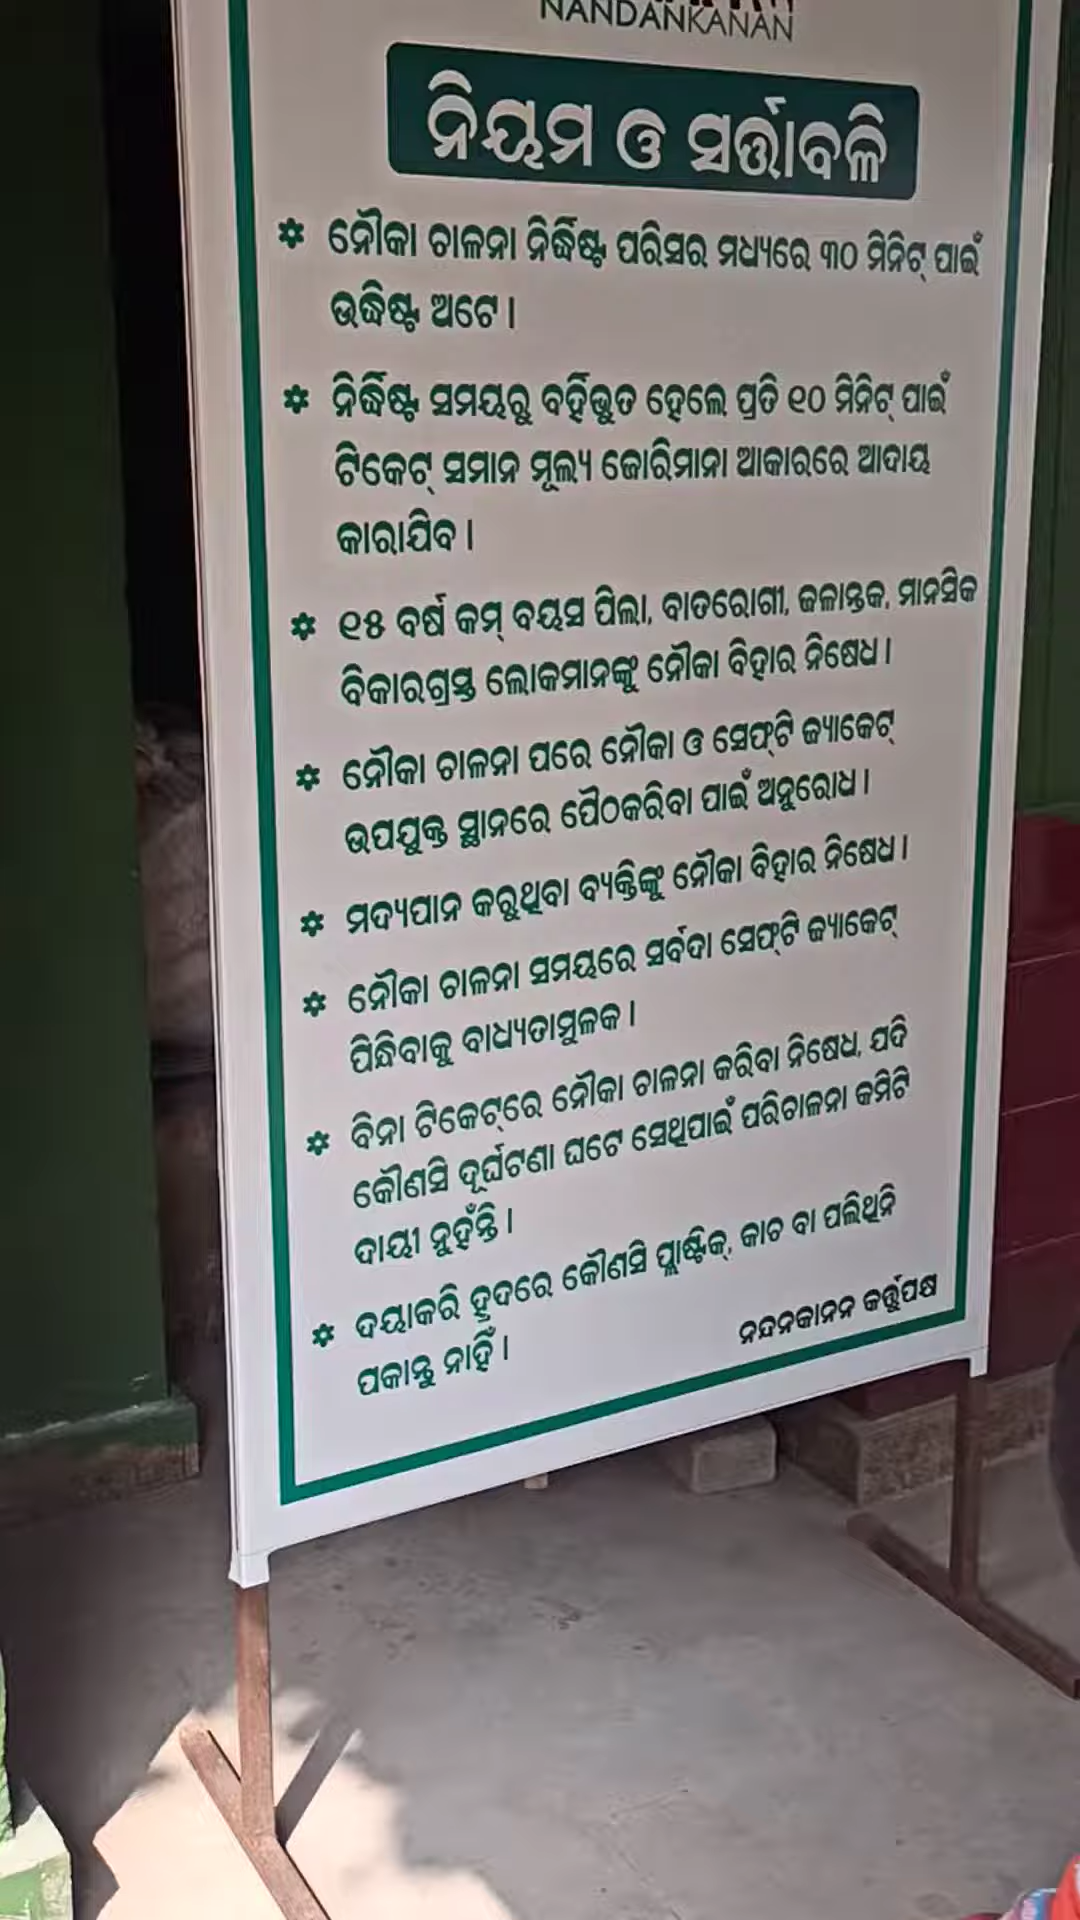 NANDANKANAN
ନିୟମ ଓ ସର୍ତ୍ତାବଳି
✲ ନୌକା ଚାଳନା ନିର୍ଦ୍ଧିଷ୍ଟ ପରିସର ମଧ୍ୟରେ ୩୦ ମିନିଟ୍ ପାଇଁ
ଉଦ୍ଧିଷ୍ଟ ଅଟେ।
✲ ନିର୍ଦ୍ଧିଷ୍ଟ ସମୟରୁ ବର୍ହିଭୁତ ହେଲେ ପ୍ରତି ୧୦ ମିନିଟ୍ ପାଇଁ
ଟିକେଟ୍ ସମାନ ମୂଲ୍ୟ ଜୋରିମାନା ଆକାରରେ ଆଦାୟ
କାରାଯିବ।
✲ ୧୫ ବର୍ଷ କମ୍ ବୟସ ପିଲା, ବାତରୋଗୀ, ଜଳାନ୍ତକ, ମାନସିକ
ବିକାରଗ୍ରସ୍ତ ଲୋକମାନଙ୍କୁ ନୌକା ବିହାର ନିଷେଧ।
✲ ନୌକା ଚାଳନା ପରେ ନୌକା ଓ ସେଫ୍‌ଟି ଜ୍ୟାକେଟ୍
ଉପଯୁକ୍ତ ସ୍ଥାନରେ ପୈଠକରିବା ପାଇଁ ଅନୁରୋଧ।
✲ ମଦ୍ୟପାନ କରୁଥିବା ବ୍ୟକ୍ତିଙ୍କୁ ନୌକା ବିହାର ନିଷେଧ।
✲ ନୌକା ଚାଳନା ସମୟରେ ସର୍ବଦା ସେଫ୍‌ଟି ଜ୍ୟାକେଟ୍
ପିନ୍ଧିବାକୁ ବାଧ୍ୟତାମୁଳକ।
✲ ବିନା ଟିକେଟ୍‌ରେ ନୌକା ଚାଳନା କରିବା ନିଷେଧ, ଯଦି
କୌଣସି ଦୂର୍ଘଟଣା ଘଟେ ସେଥିପାଇଁ ପରିଚାଳନା କମିଟି
ଦାୟୀ ନୁହଁନ୍ତି।
✲ ଦୟାକରି ହ୍ରଦରେ କୌଣସି ପ୍ଲାଷ୍ଟିକ୍, କାଚ ବା ପଲିଥିନି
ପକାନ୍ତୁ ନାହିଁ।
ନନ୍ଦନକାନନ କର୍ତ୍ତୁପକ୍ଷ